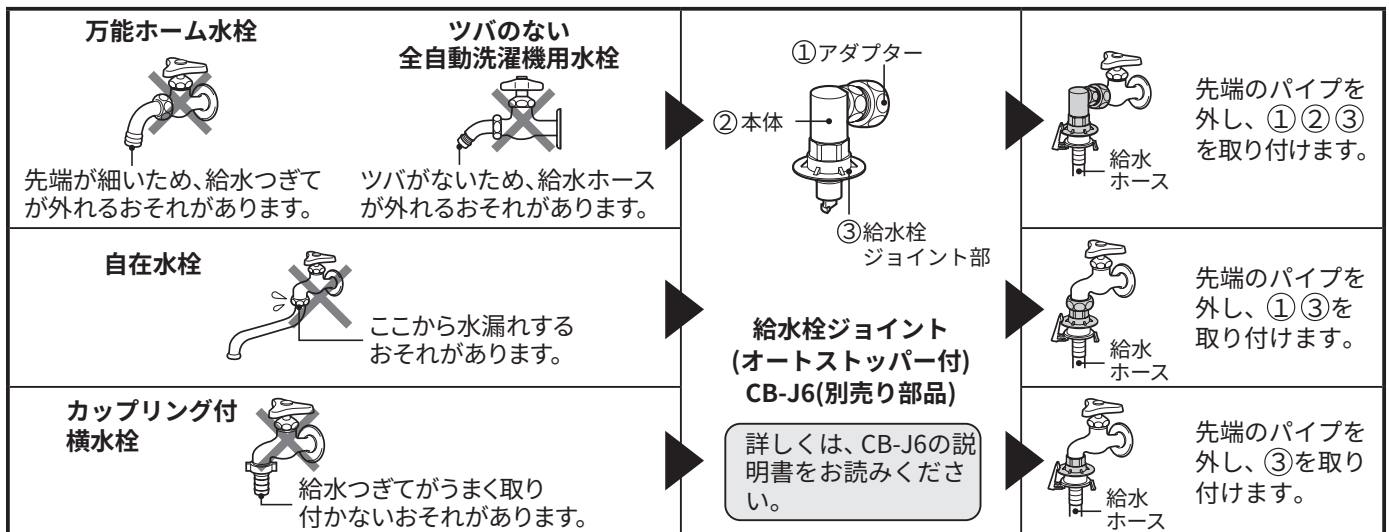 万能ホーム水栓
先端が細いため、給水つぎて
が外れるおそれがあります。
ツバのない
全自動洗濯機用水栓
ツバがないため、給水ホース
が外れるおそれがあります。
自在水栓
ここから水漏れする
おそれがあります。
カップリング付
横水栓
給水つぎてがうまく取り
付かないおそれがあります。
①アダプター
②本体
③給水栓
ジョイント部
給水栓ジョイント
(オートストッパー付)
CB-J6(別売り部品)
詳しくは、CB-J6の説
明書をお読みくださ
い。
給水
ホース
先端のパイプを
外し、①②③
を取り付けます。
給水
ホース
先端のパイプを
外し、①③を
取り付けます。
給水
ホース
先端のパイプを
外し、③を取り
付けます。